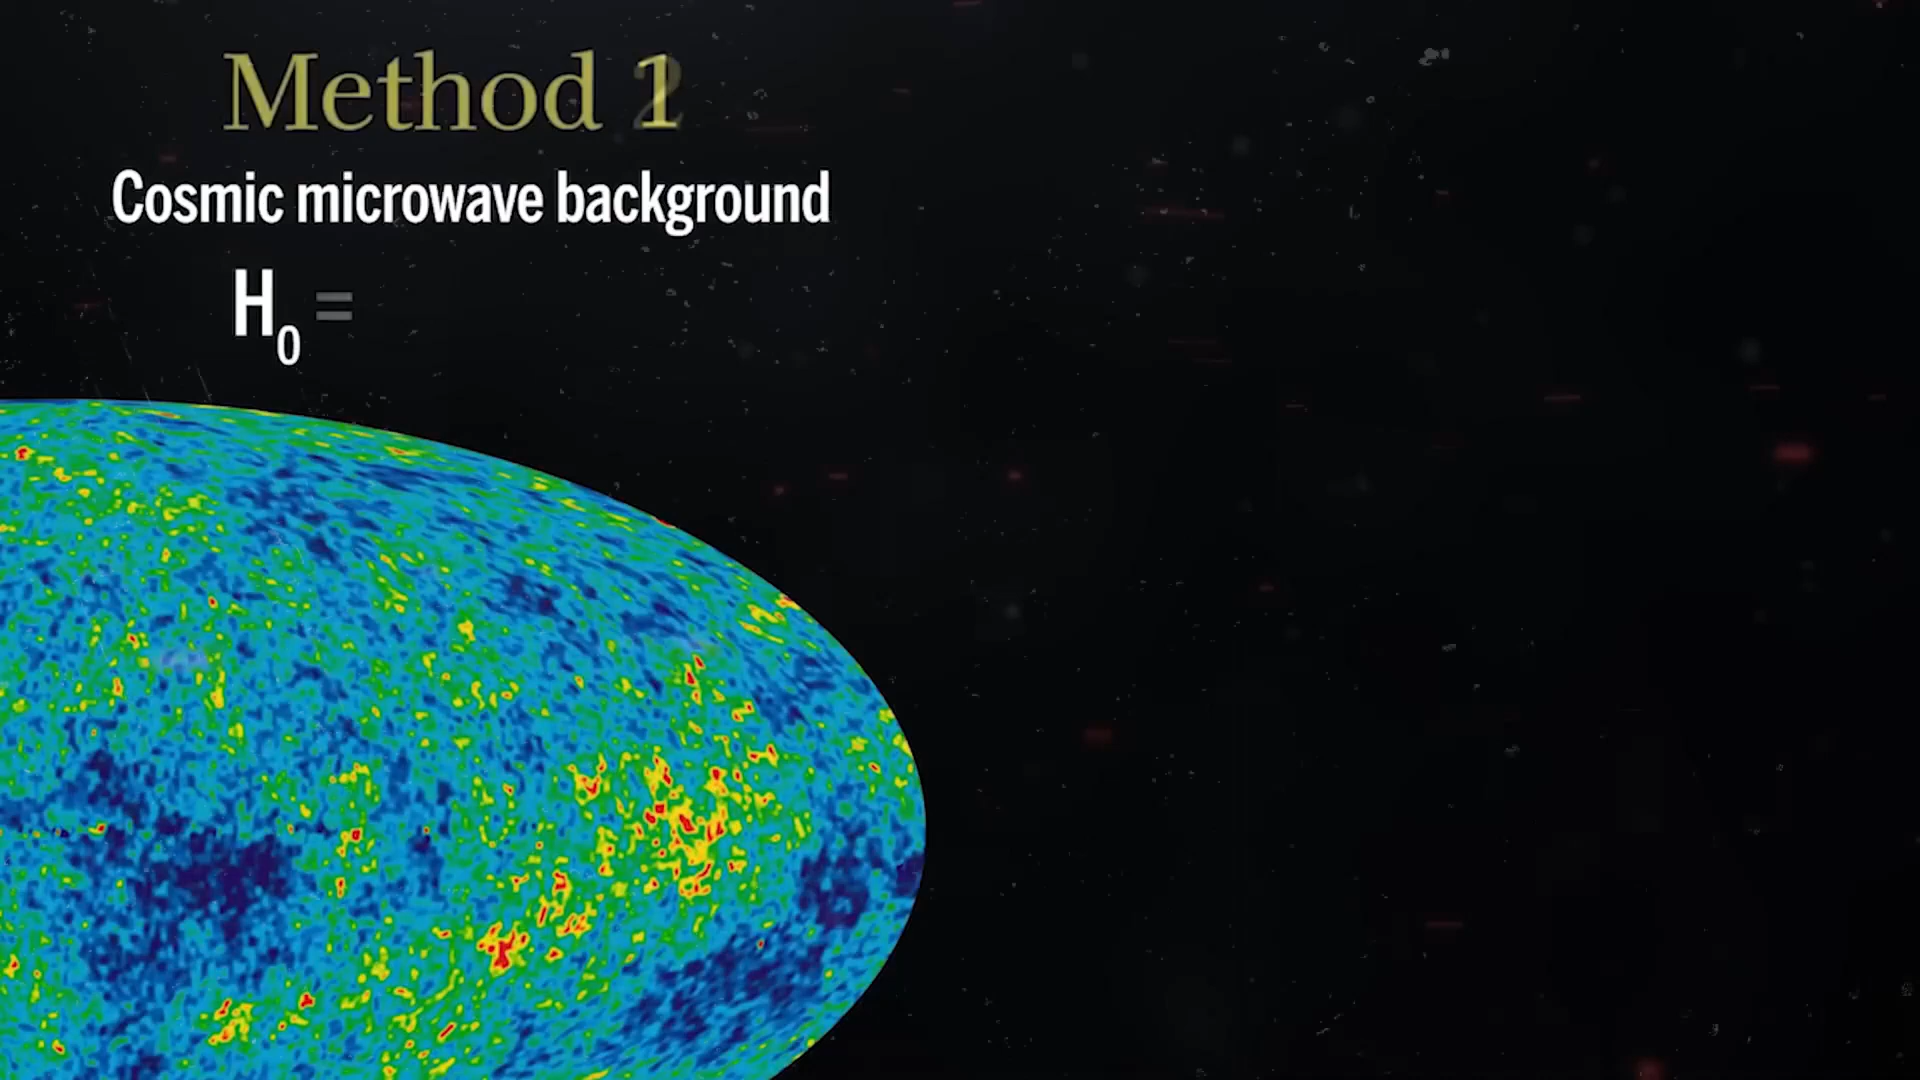 Method 1
Cosmic microwave background
H₀ =